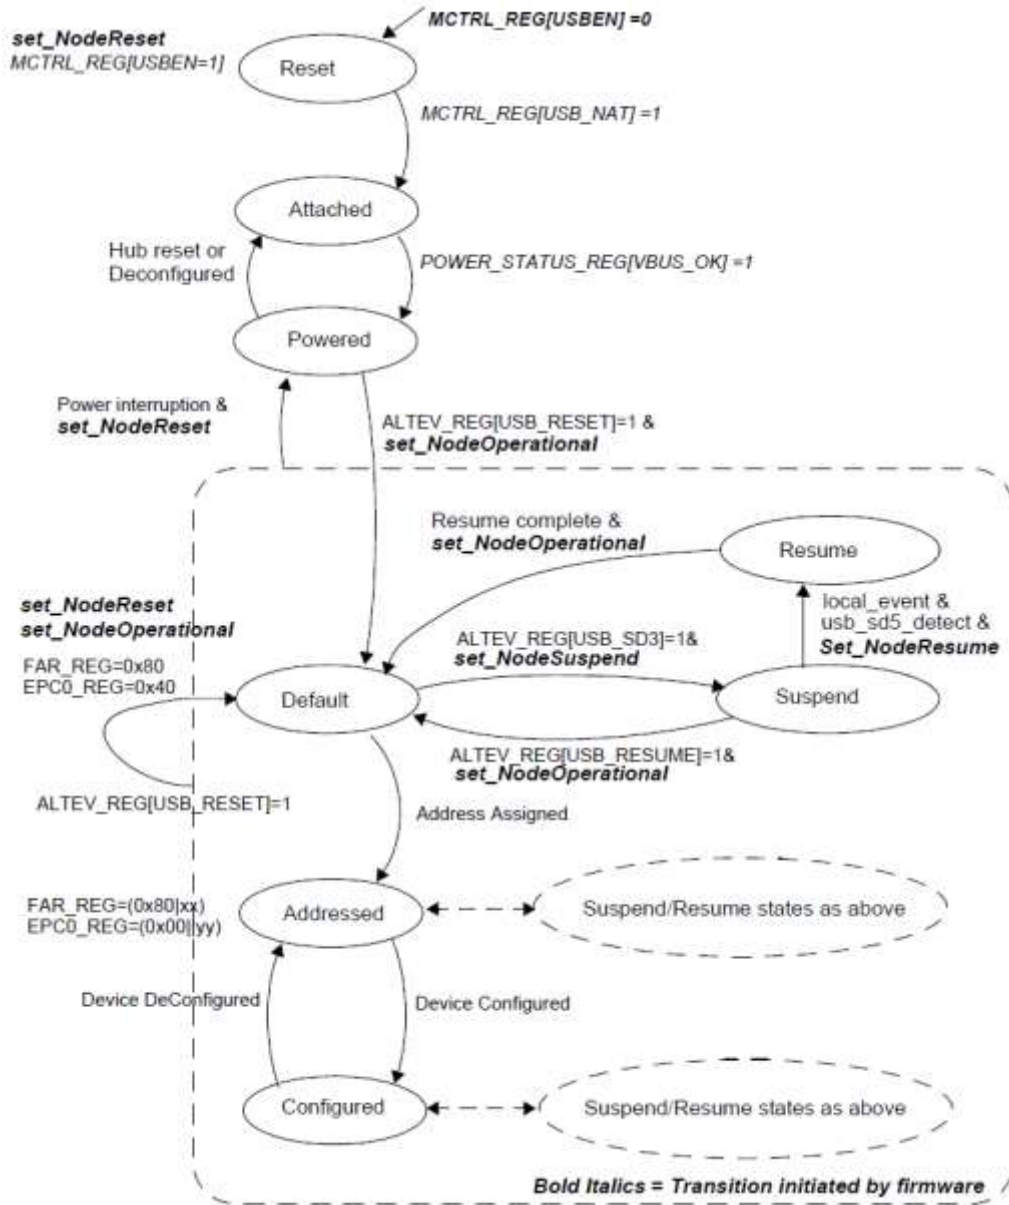 MCTRL_REG[USBEN] =0
set_NodeReset
MCTRL_REG[USBEN=1]
Reset
MCTRL_REG[USB_NAT] =1
Attached
Hub reset or
Deconfigured
POWER_STATUS_REG[VBUS_OK] =1
Powered
Power interruption &
set_NodeReset
ALTEV_REG[USB_RESET]=1 &
set_NodeOperational
Resume complete &
set_NodeOperational
Resume
local_event &
usb_sd5_detect &
Set_NodeResume
set_NodeReset
set_NodeOperational
FAR_REG=0x80
EPC0_REG=0x40
ALTEV_REG[USB_SD3]=1&
set_NodeSuspend
Default
Suspend
ALTEV_REG[USB_RESUME]=1&
set_NodeOperational
ALTEV_REG[USB_RESET]=1
Address Assigned
FAR_REG=(0x80|xx)
EPC0_REG=(0x00||yy)
Addressed
Suspend/Resume states as above
Device DeConfigured
Device Configured
Configured
Suspend/Resume states as above
Bold Italics = Transition initiated by firmware